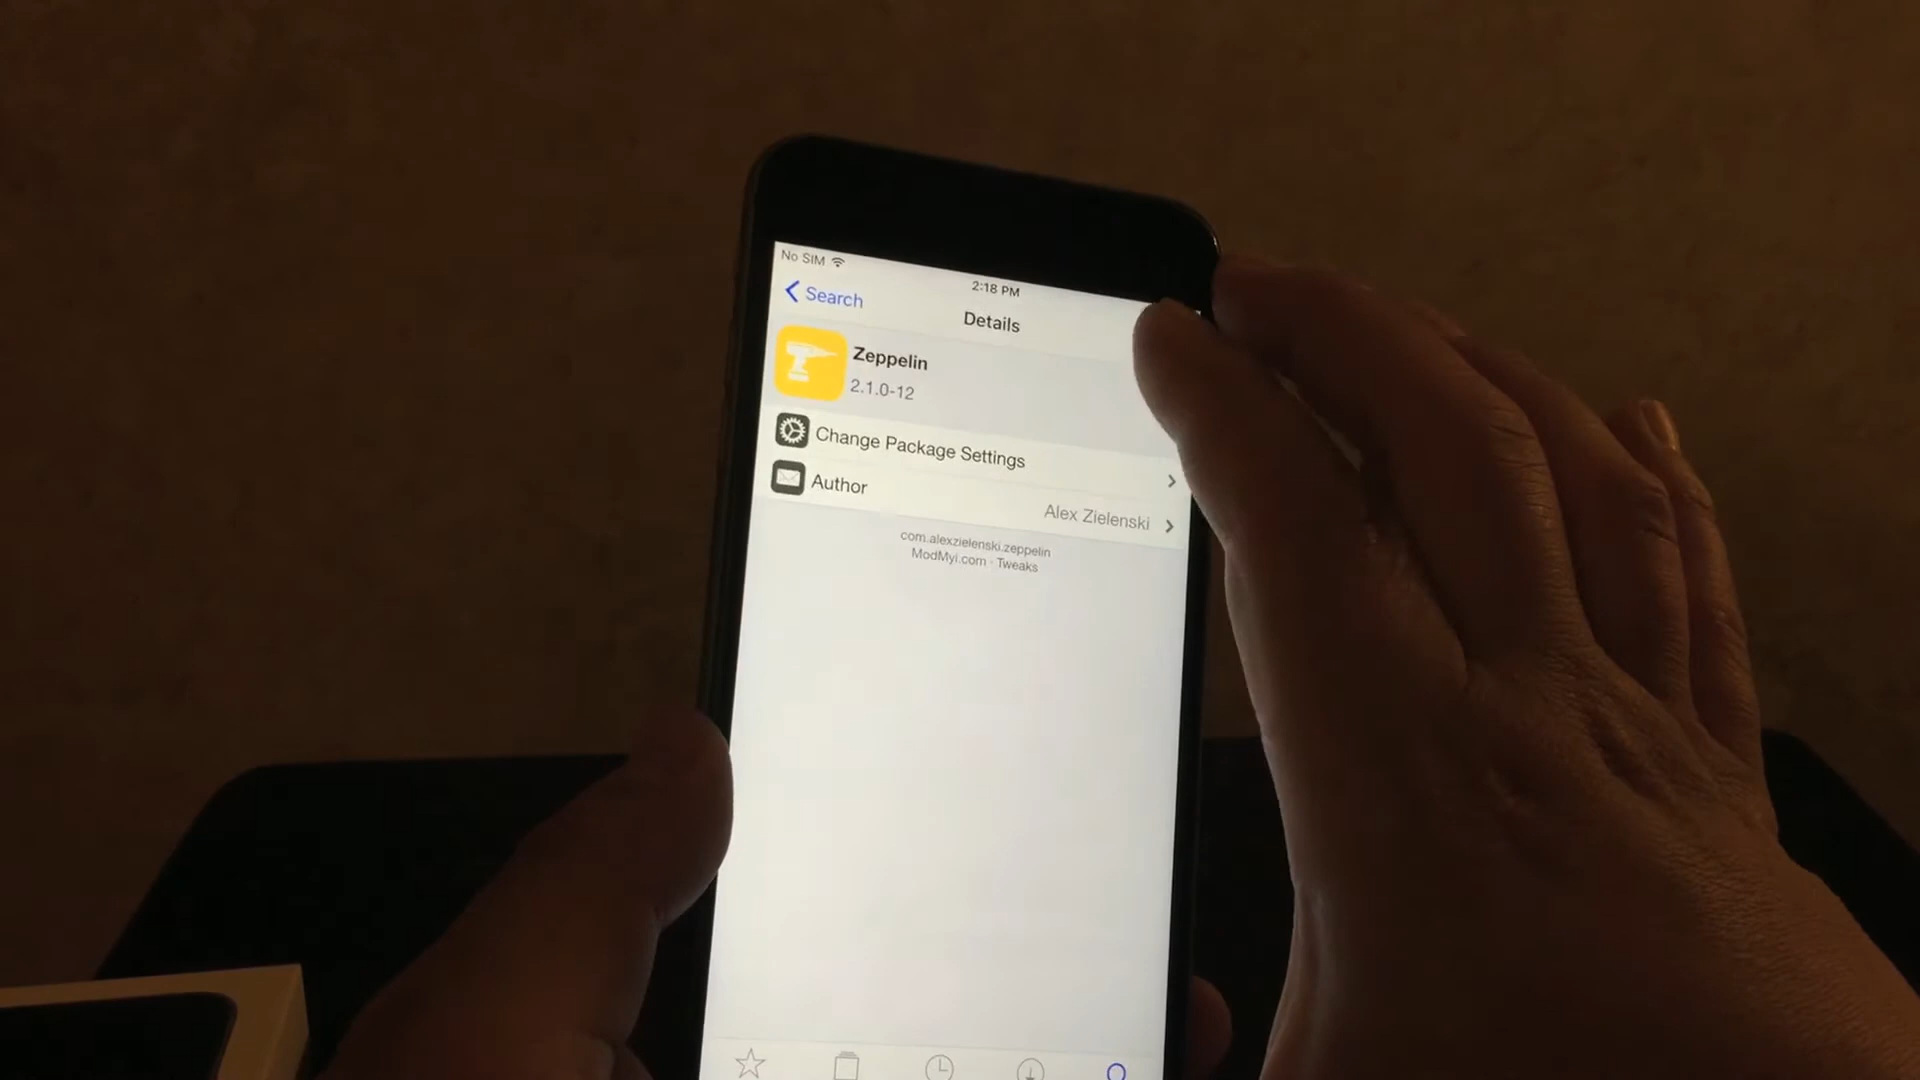 No SIM
2:18 PM
Search
Details
Zeppelin
2.1.0-12
Change Package Settings
Author
Alex Zielenski
com.alexzielenski.zeppelin
ModMyi.com · Tweaks